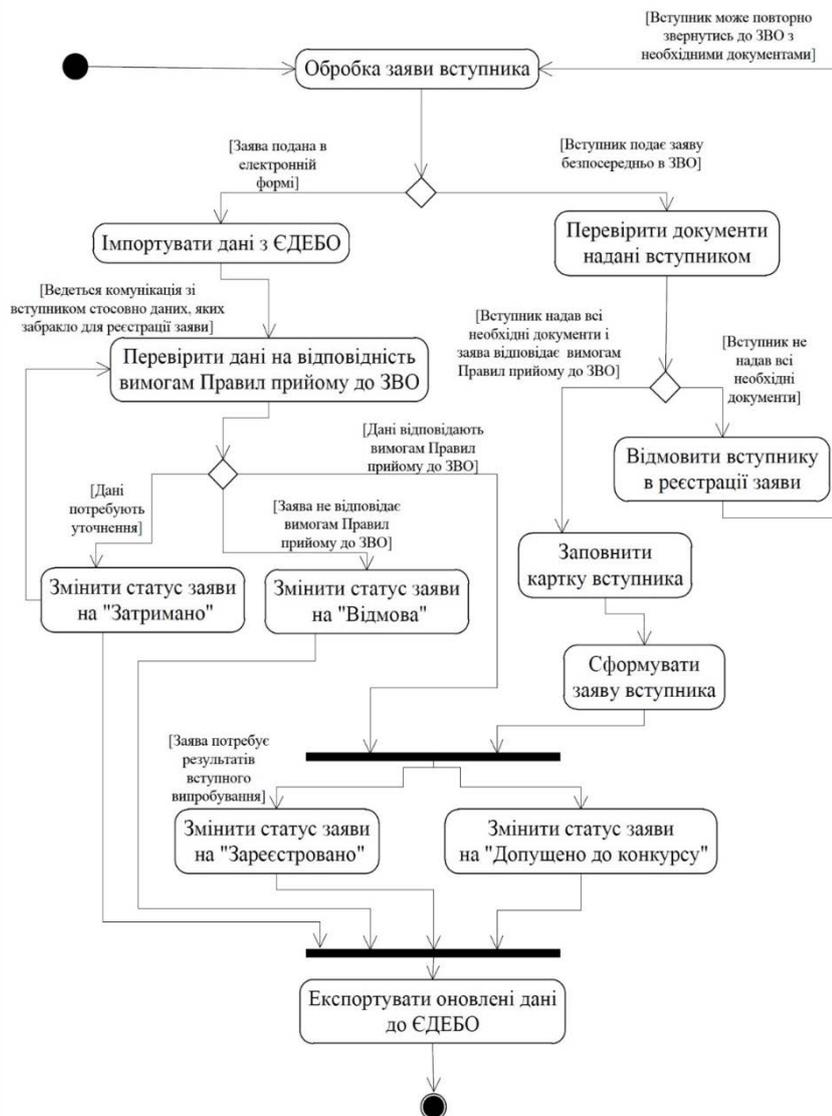 [Вступник може повторно
звернутись до ЗВО з
необхідними документами]
Обробка заяви вступника
[Заява подана в
електронній
формі]
[Вступник подає заяву
безпосередньо в ЗВО]
Імпортувати дані з ЄДЕБО
Перевірити документи
надані вступником
[Ведеться комунікація зі
вступником стосовно даних, яких
забракло для реєстрації заяви]
[Вступник надав всі
необхідні документи і
заява відповідає вимогам
Правил прийому до ЗВО]
[Вступник не
надав всі
необхідні
документи]
Перевірити дані на відповідність
вимогам Правил прийому до ЗВО
[Дані відповідають
вимогам Правил
прийому до ЗВО]
Відмовити вступнику
в реєстрації заяви
[Дані
потребують
уточнення]
[Заява не відповідає
вимогам Правил
прийому до ЗВО]
Заповнити
картку вступника
Змінити статус заяви
на "Затримано"
Змінити статус заяви
на "Відмова"
Сформувати
заяву вступника
[Заява потребує
результатів
вступного
випробування]
Змінити статус заяви
на "Зареєстровано"
Змінити статус заяви
на "Допущено до конкурсу"
Експортувати оновлені дані
до ЄДЕБО